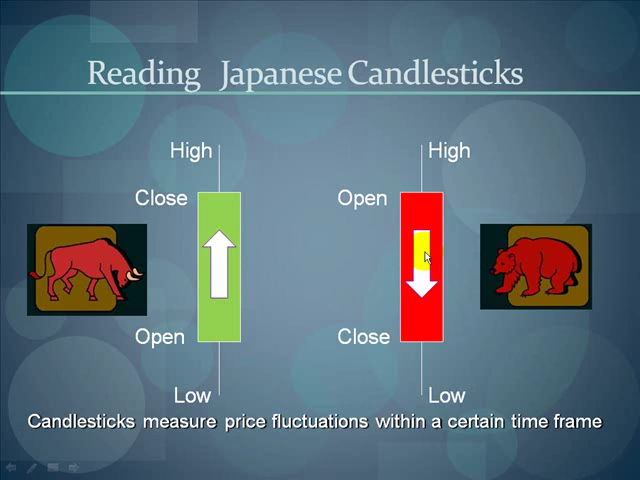 Reading Japanese Candlesticks
High High
Close Open
Open Close
Low Low
Candlesticks measure price fluctuations within a certain time frame